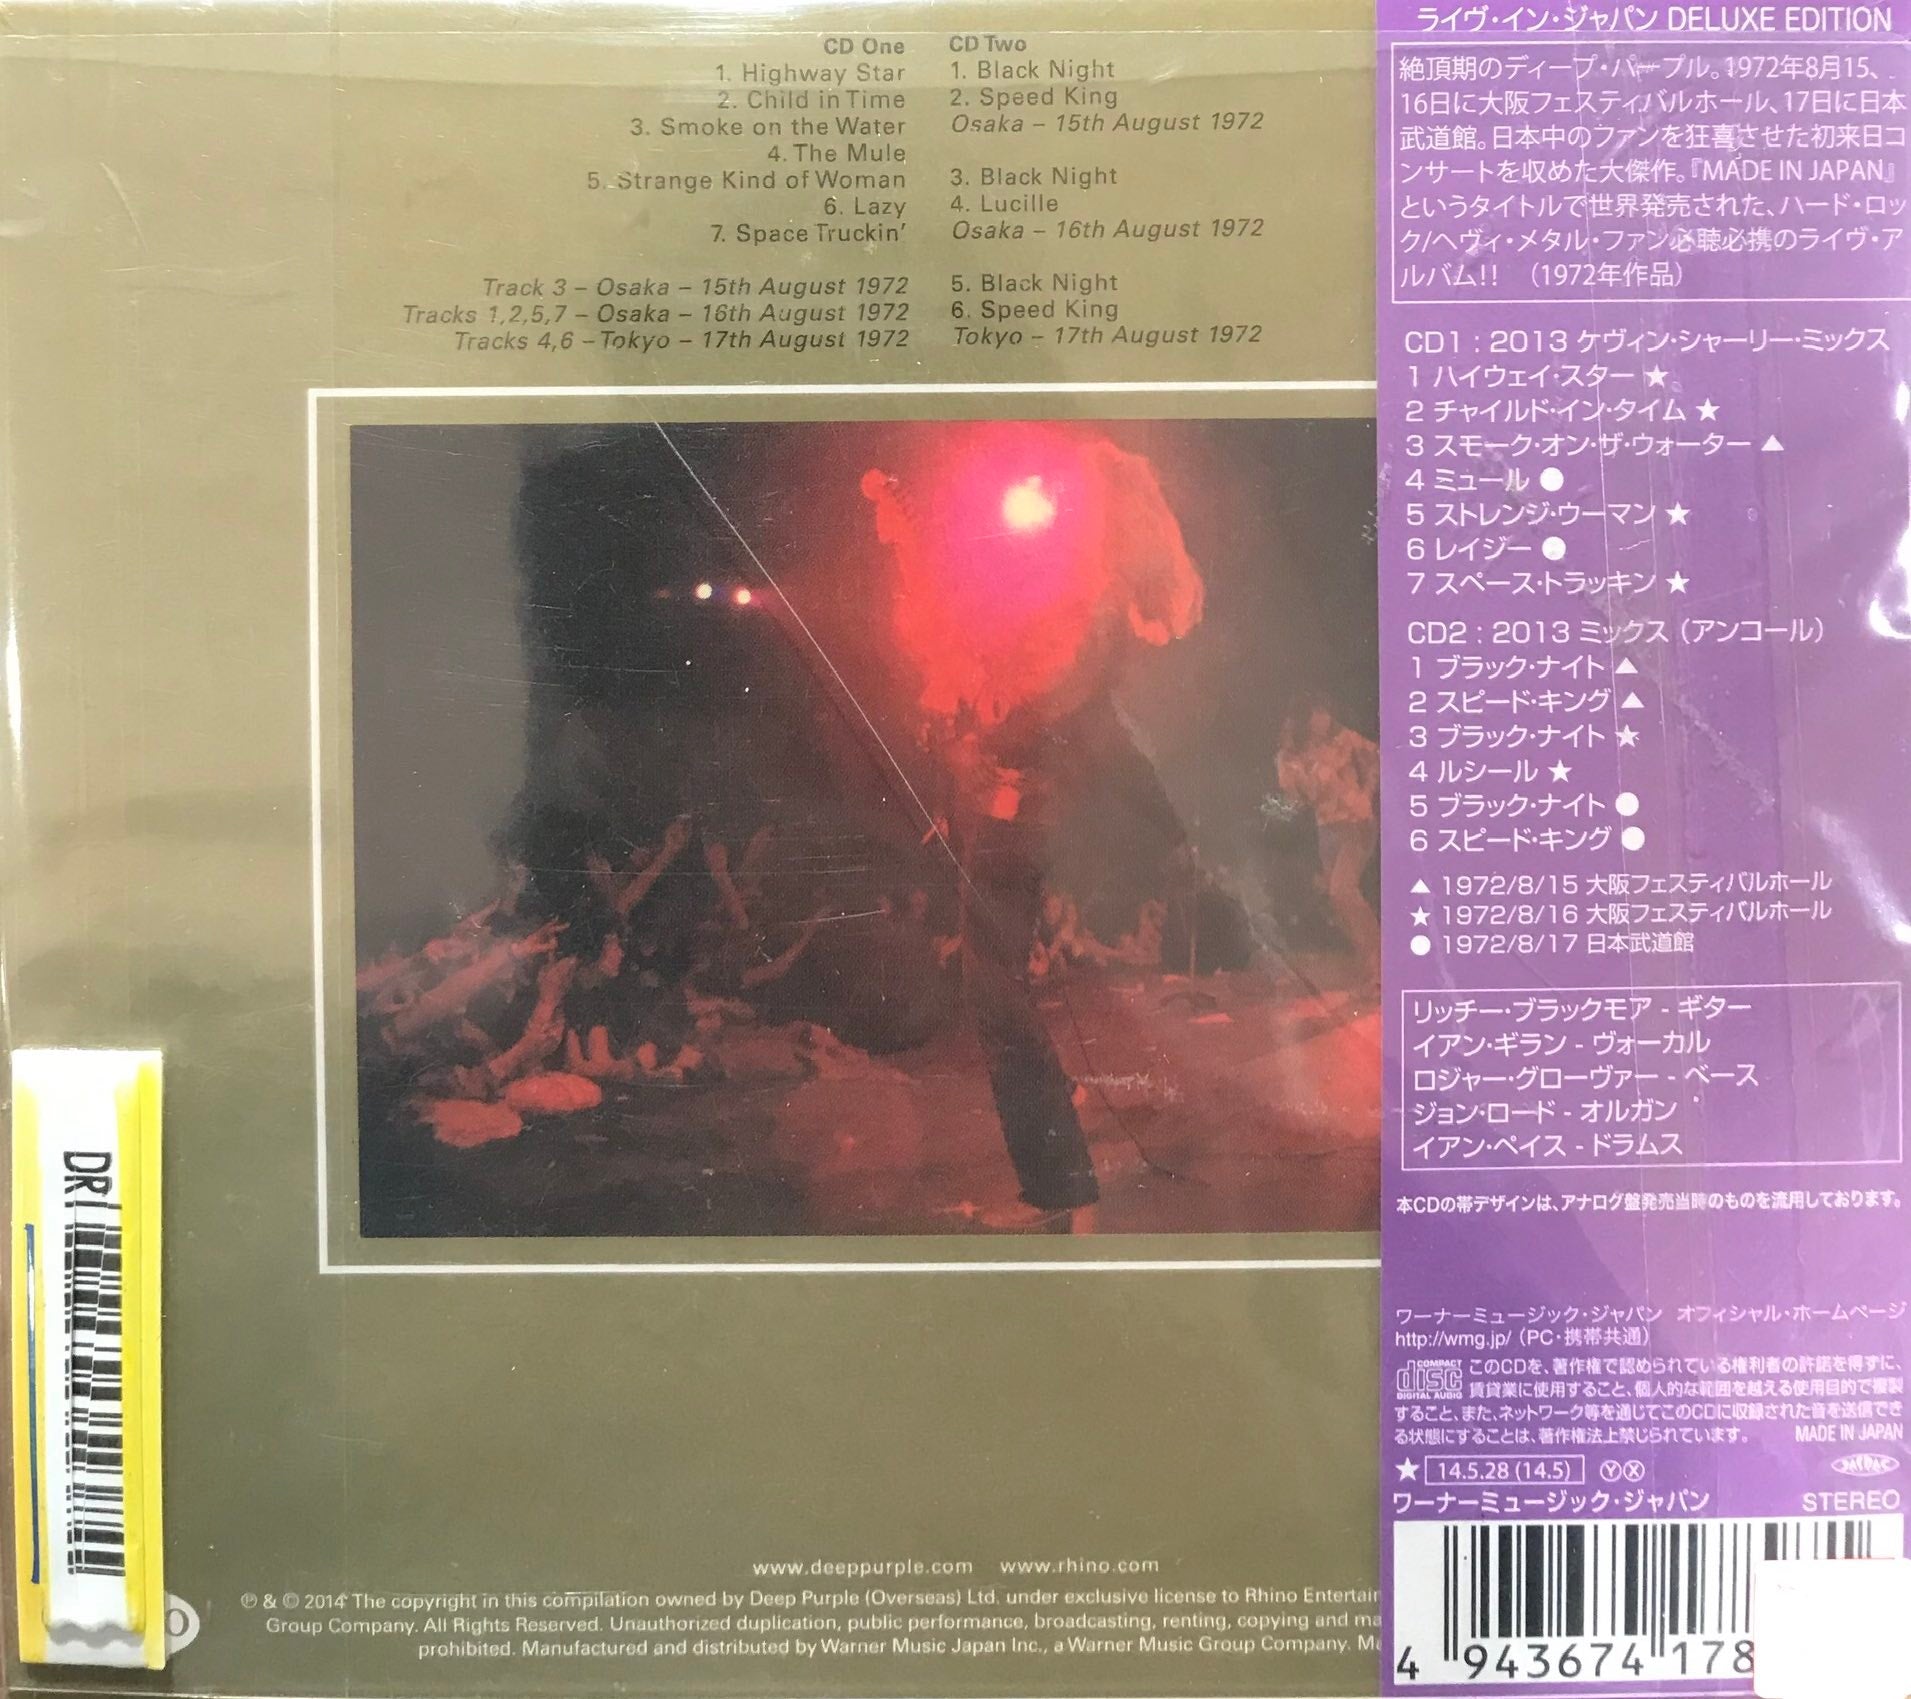 CD One
1. Highway Star
2. Child in Time
3. Smoke on the Water
4. The Mule
5. Strange Kind of Woman
6. Lazy
7. Space Truckin'
Track 3 – Osaka – 15th August 1972
Tracks 1,2,5,7 – Osaka – 16th August 1972
Tracks 4,6 – Tokyo – 17th August 1972
CD Two
1. Black Night
2. Speed King
Osaka – 15th August 1972
3. Black Night
4. Lucille
Osaka – 16th August 1972
5. Black Night
6. Speed King
Tokyo – 17th August 1972
ライヴ・イン・ジャパン DELUXE EDITION
絶頂期のディープ・パープル。1972年8月15、
16日に大阪フェスティバルホール、17日に日本
武道館。日本中のファンを狂喜させた初来日コ
ンサートを収めた大傑作。『MADE IN JAPAN』
というタイトルで世界発売された、ハード・ロッ
ク/ヘヴィ・メタル・ファン必聴必携のライヴ・ア
ルバム!! （1972年作品）
CD1 : 2013 ケヴィン・シャーリー・ミックス
1 ハイウェイ・スター ★
2 チャイルド・イン・タイム ★
3 スモーク・オン・ザ・ウォーター ▲
4 ミュール ●
5 ストレンジ・ウーマン ★
6 レイジー ●
7 スペース・トラッキン ★
CD2 : 2013 ミックス（アンコール）
1 ブラック・ナイト ▲
2 スピード・キング ▲
3 ブラック・ナイト ★
4 ルシール ★
5 ブラック・ナイト ●
6 スピード・キング ●
▲ 1972/8/15 大阪フェスティバルホール
★ 1972/8/16 大阪フェスティバルホール
● 1972/8/17 日本武道館
リッチー・ブラックモア - ギター
イアン・ギラン - ヴォーカル
ロジャー・グローヴァー - ベース
ジョン・ロード - オルガン
イアン・ペイス - ドラムス
本CDの帯デザインは、アナログ盤発売当時のものを流用しております。
ワーナーミュージック・ジャパン オフィシャル・ホームページ
http://wmg.jp/（PC・携帯共通）
COMPACT disc DIGITAL AUDIO
このCDを、著作権で認められている権利者の許諾を得ずに、
賃貸業に使用すること、個人的な範囲を越える使用目的で複製
すること、また、ネットワーク等を通じてこのCDに収録された音を送信でき
る状態にすることは、著作権法上禁じられています。 MADE IN JAPAN
★ 14.5.28 (14.5) Ⓨ Ⓧ
ワーナーミュージック・ジャパン STEREO
4 943674 178
DR
www.deeppurple.com www.rhino.com
℗ & © 2014 The copyright in this compilation owned by Deep Purple (Overseas) Ltd. under exclusive license to Rhino
Group Company. All Rights Reserved. Unauthorized duplication, public performance, broadcasting, renting, copying and
prohibited. Manufactured and distributed by Warner Music Japan Inc., a Warner Music Group Company.